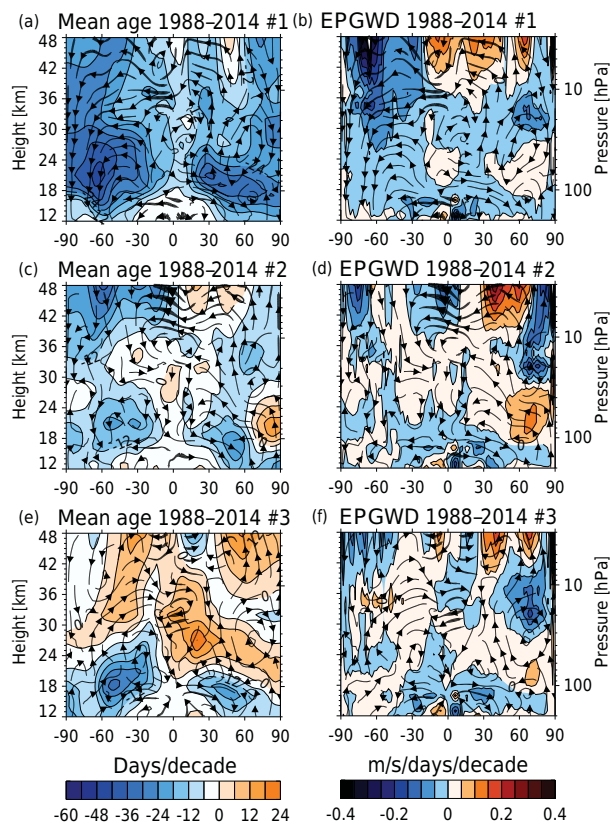 (a) Mean age 1988–2014 #1
(b) EPGWD 1988–2014 #1
Height [km]
48
42
36
30
24
18
12
-90 -60 -30 0 30 60 90
10
100
Pressure [hPa]
-90 -60 -30 0 30 60 90
(c) Mean age 1988–2014 #2
(d) EPGWD 1988–2014 #2
Height [km]
48
42
36
30
24
18
12
-12
-90 -60 -30 0 30 60 90
10
100
Pressure [hPa]
-90 -60 -30 0 30 60 90
(e) Mean age 1988–2014 #3
(f) EPGWD 1988–2014 #3
Height [km]
48
42
36
30
24
18
12
-90 -60 -30 0 30 60 90
10
100
Pressure [hPa]
-90 -60 -30 0 30 60 90
Days/decade
-60 -48 -36 -24 -12 0 12 24
m/s/days/decade
-0.4 -0.2 0 0.2 0.4